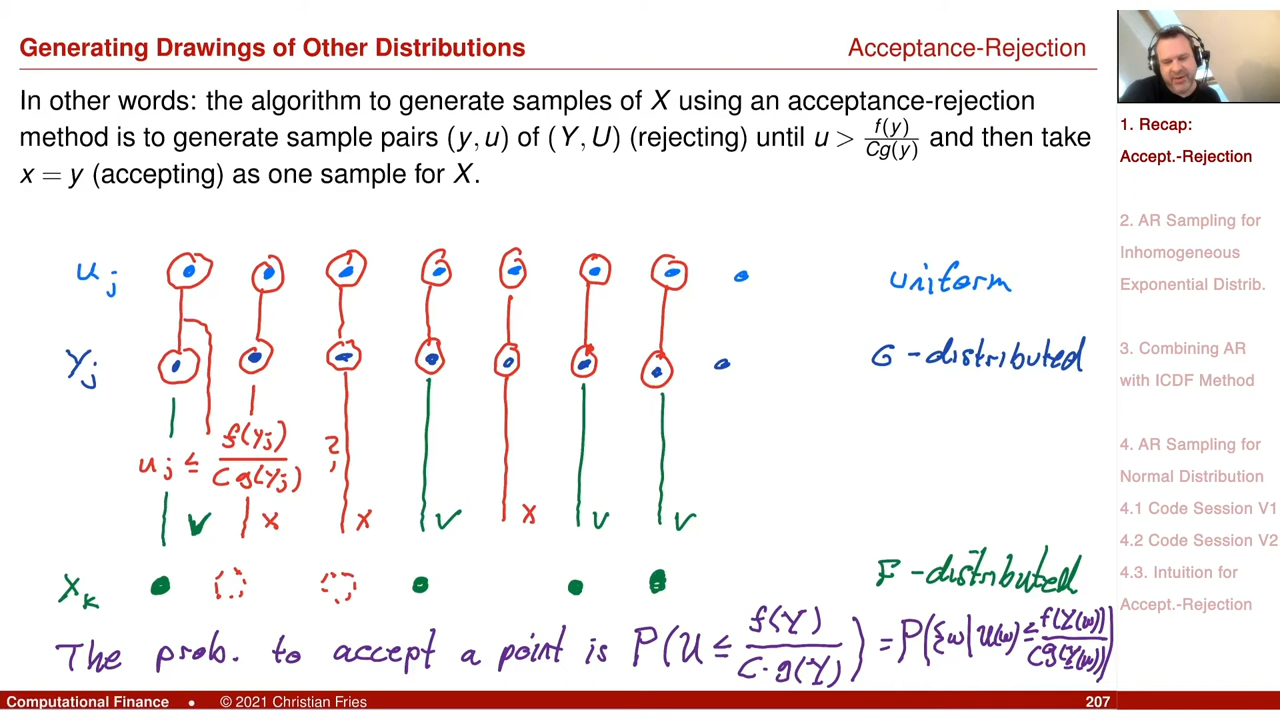 Generating Drawings of Other Distributions
Acceptance-Rejection
In other words: the algorithm to generate samples of X using an acceptance-rejection
method is to generate sample pairs (y, u) of (Y, U) (rejecting) until u > f(y)/Cg(y) and then take
x = y (accepting) as one sample for X.
u_j uniform
Y_j G-distributed
u_j ≤ f(Y_j)/Cg(Y_j) ?
v x x v x v v
X_k F-distributed
The prob. to accept a point is P(U ≤ f(Y)/C·g(Y)) = P({ω | U(ω) ≤ f(Y(ω))/Cg(Y(ω))
1. Recap:
Accept.-Rejection
2. AR Sampling for
Inhomogeneous
Exponential Distrib.
3. Combining AR
with ICDF Method
4. AR Sampling for
Normal Distribution
4.1 Code Session V1
4.2 Code Session V2
4.3. Intuition for
Accept.-Rejection
Computational Finance • © 2021 Christian Fries 207